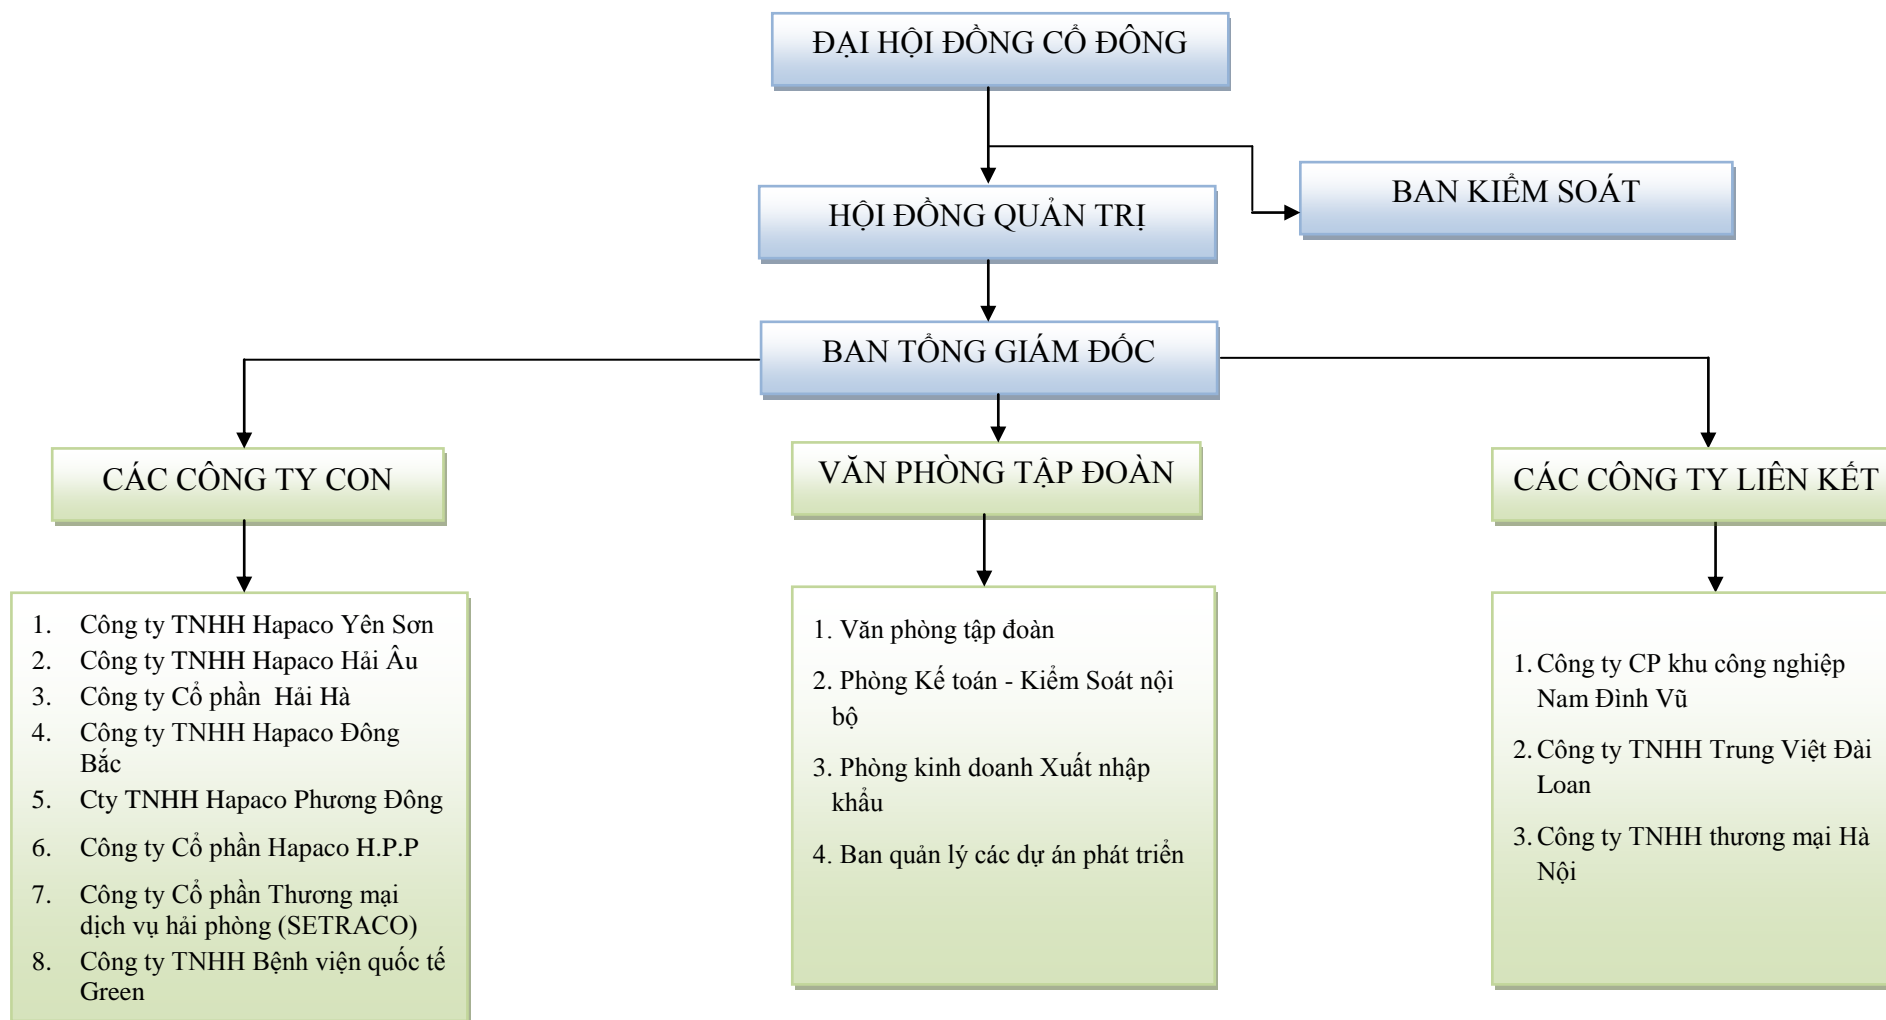 ĐẠI HỘI ĐỒNG CỔ ĐÔNG
BAN KIỂM SOÁT
HỘI ĐỒNG QUẢN TRỊ
BAN TỔNG GIÁM ĐỐC
CÁC CÔNG TY CON
VĂN PHÒNG TẬP ĐOÀN
CÁC CÔNG TY LIÊN KẾT
1. Công ty TNHH Hapaco Yên Sơn
2. Công ty TNHH Hapaco Hải Âu
3. Công ty Cổ phần Hải Hà
4. Công ty TNHH Hapaco Đông
Bắc
5. Cty TNHH Hapaco Phương Đông
6. Công ty Cổ phần Hapaco H.P.P
7. Công ty Cổ phần Thương mại
dịch vụ hải phòng (SETRACO)
8. Công ty TNHH Bệnh viện quốc tế
Green
1. Văn phòng tập đoàn
2. Phòng Kế toán - Kiểm Soát nội
bộ
3. Phòng kinh doanh Xuất nhập
khẩu
4. Ban quản lý các dự án phát triển
1. Công ty CP khu công nghiệp
Nam Đình Vũ
2. Công ty TNHH Trung Việt Đài
Loan
3. Công ty TNHH thương mại Hà
Nội